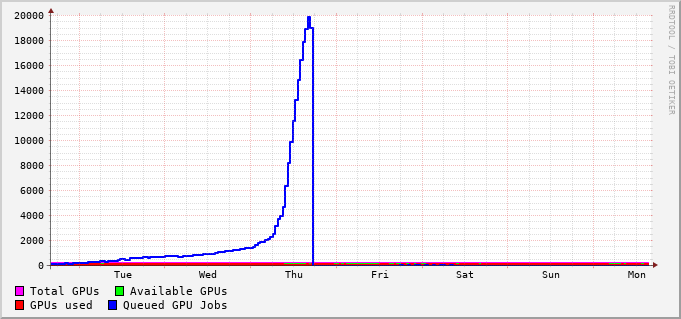 20000
18000
16000
14000
12000
10000
8000
6000
4000
2000
0
Tue Wed Thu Fri Sat Sun Mon
Total GPUs Available GPUs
GPUs used Queued GPU Jobs
RRDTOOL / TOBI OETIKER